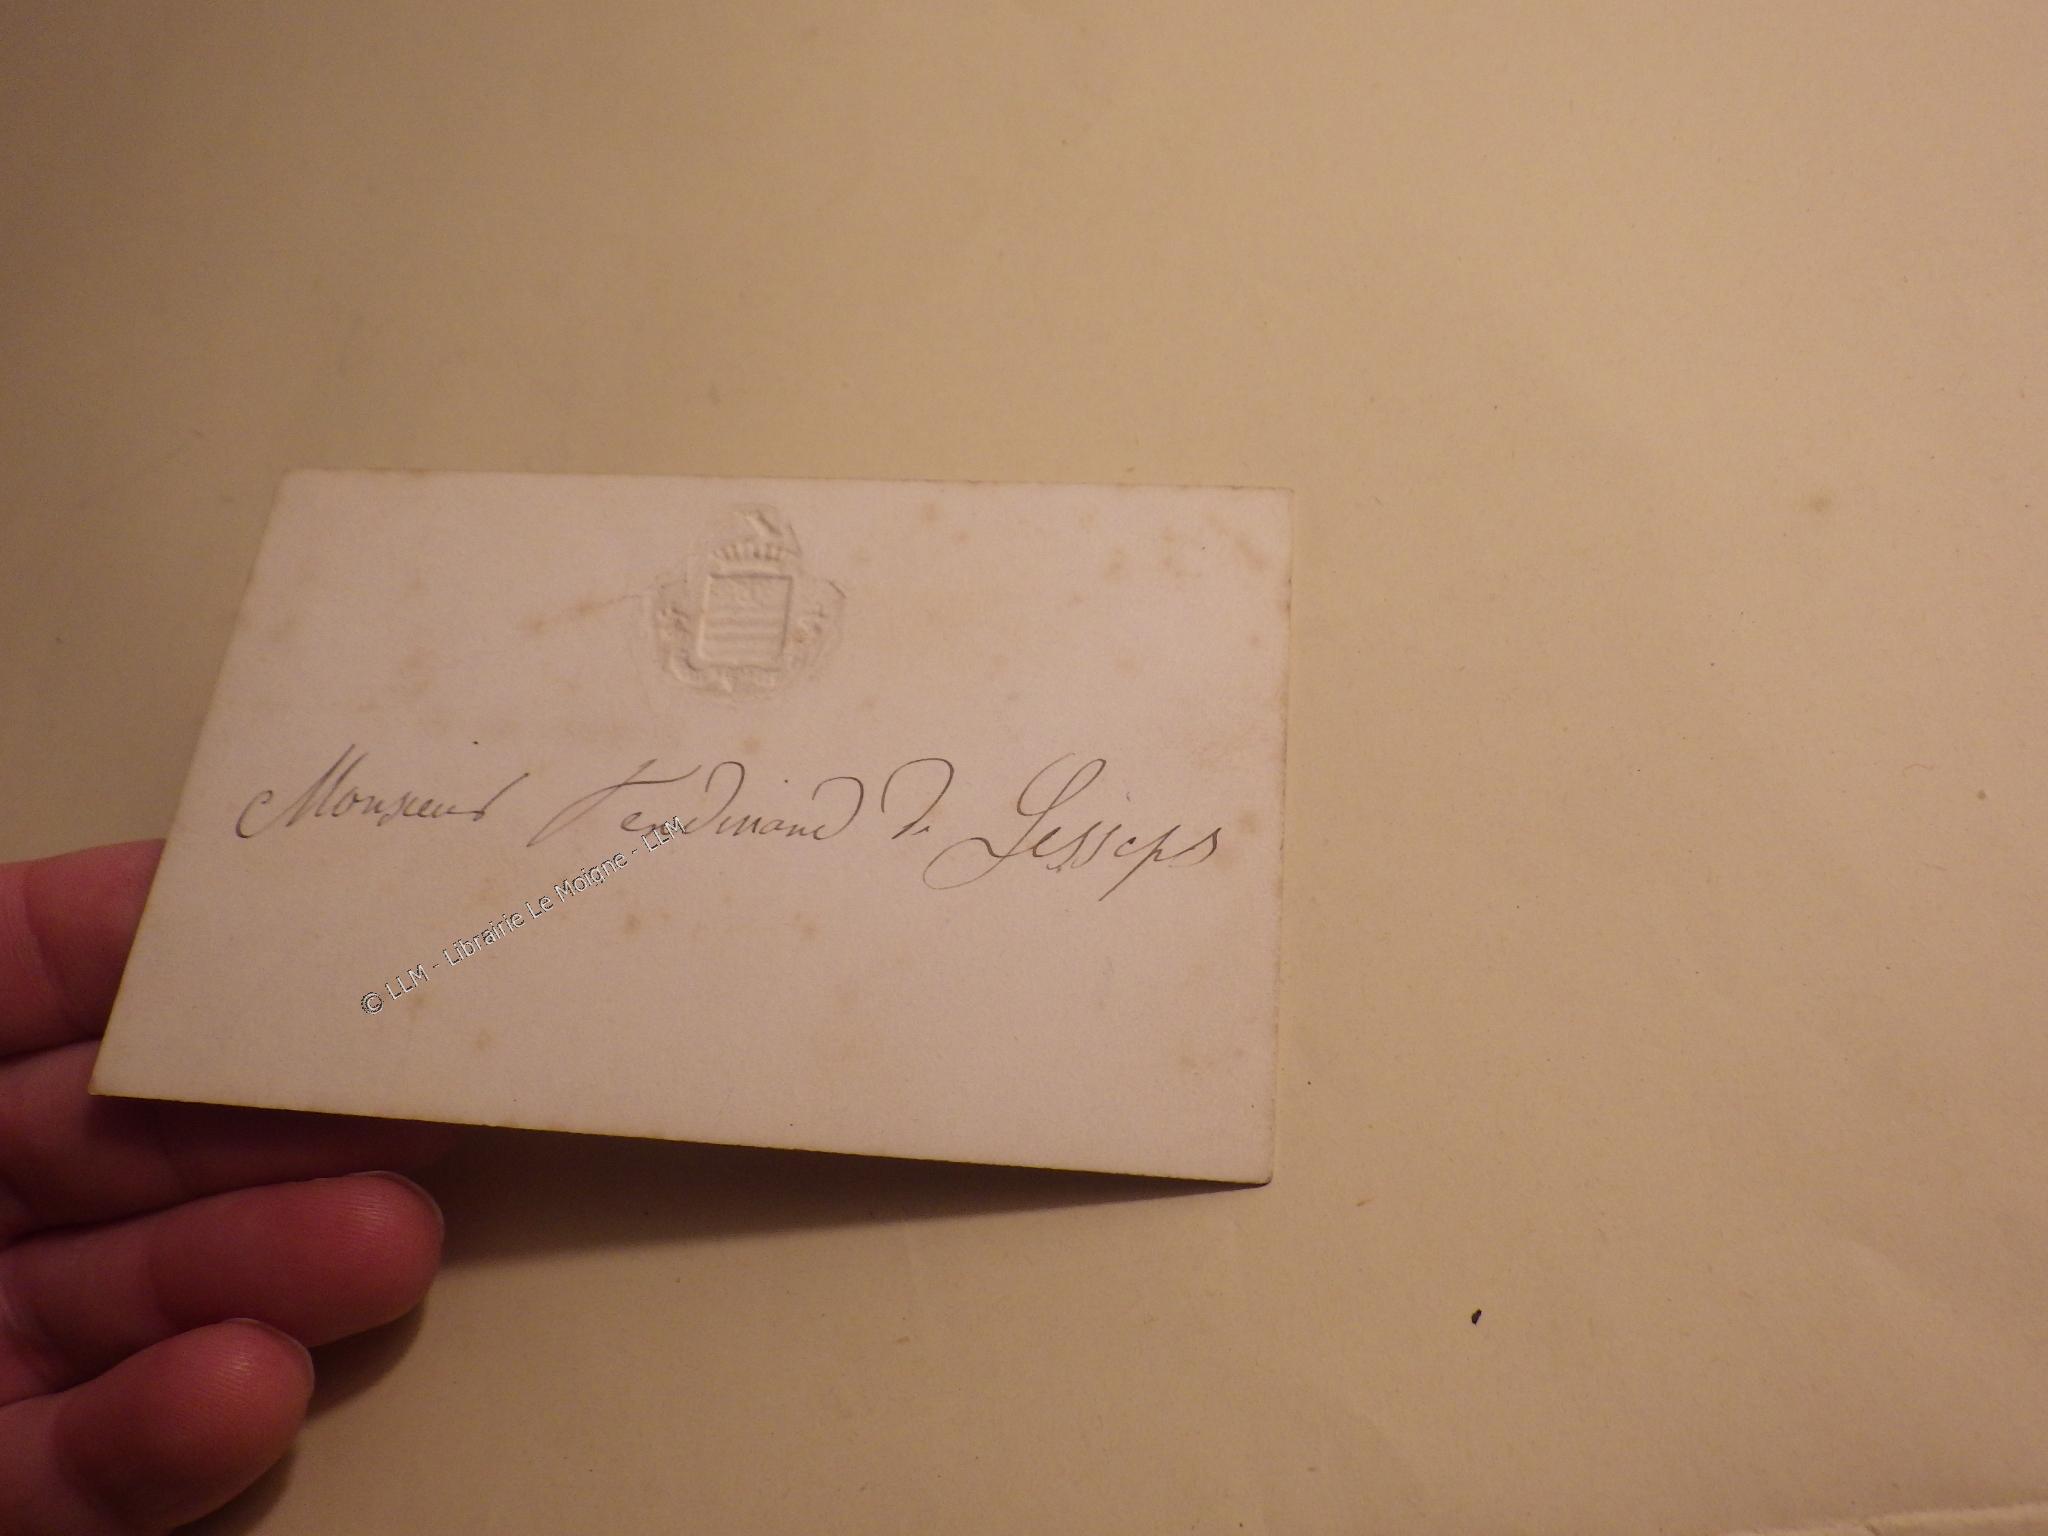 Monsieur Ferdinand de Lesseps
© LLM - Librairie Le Moigne - LLM